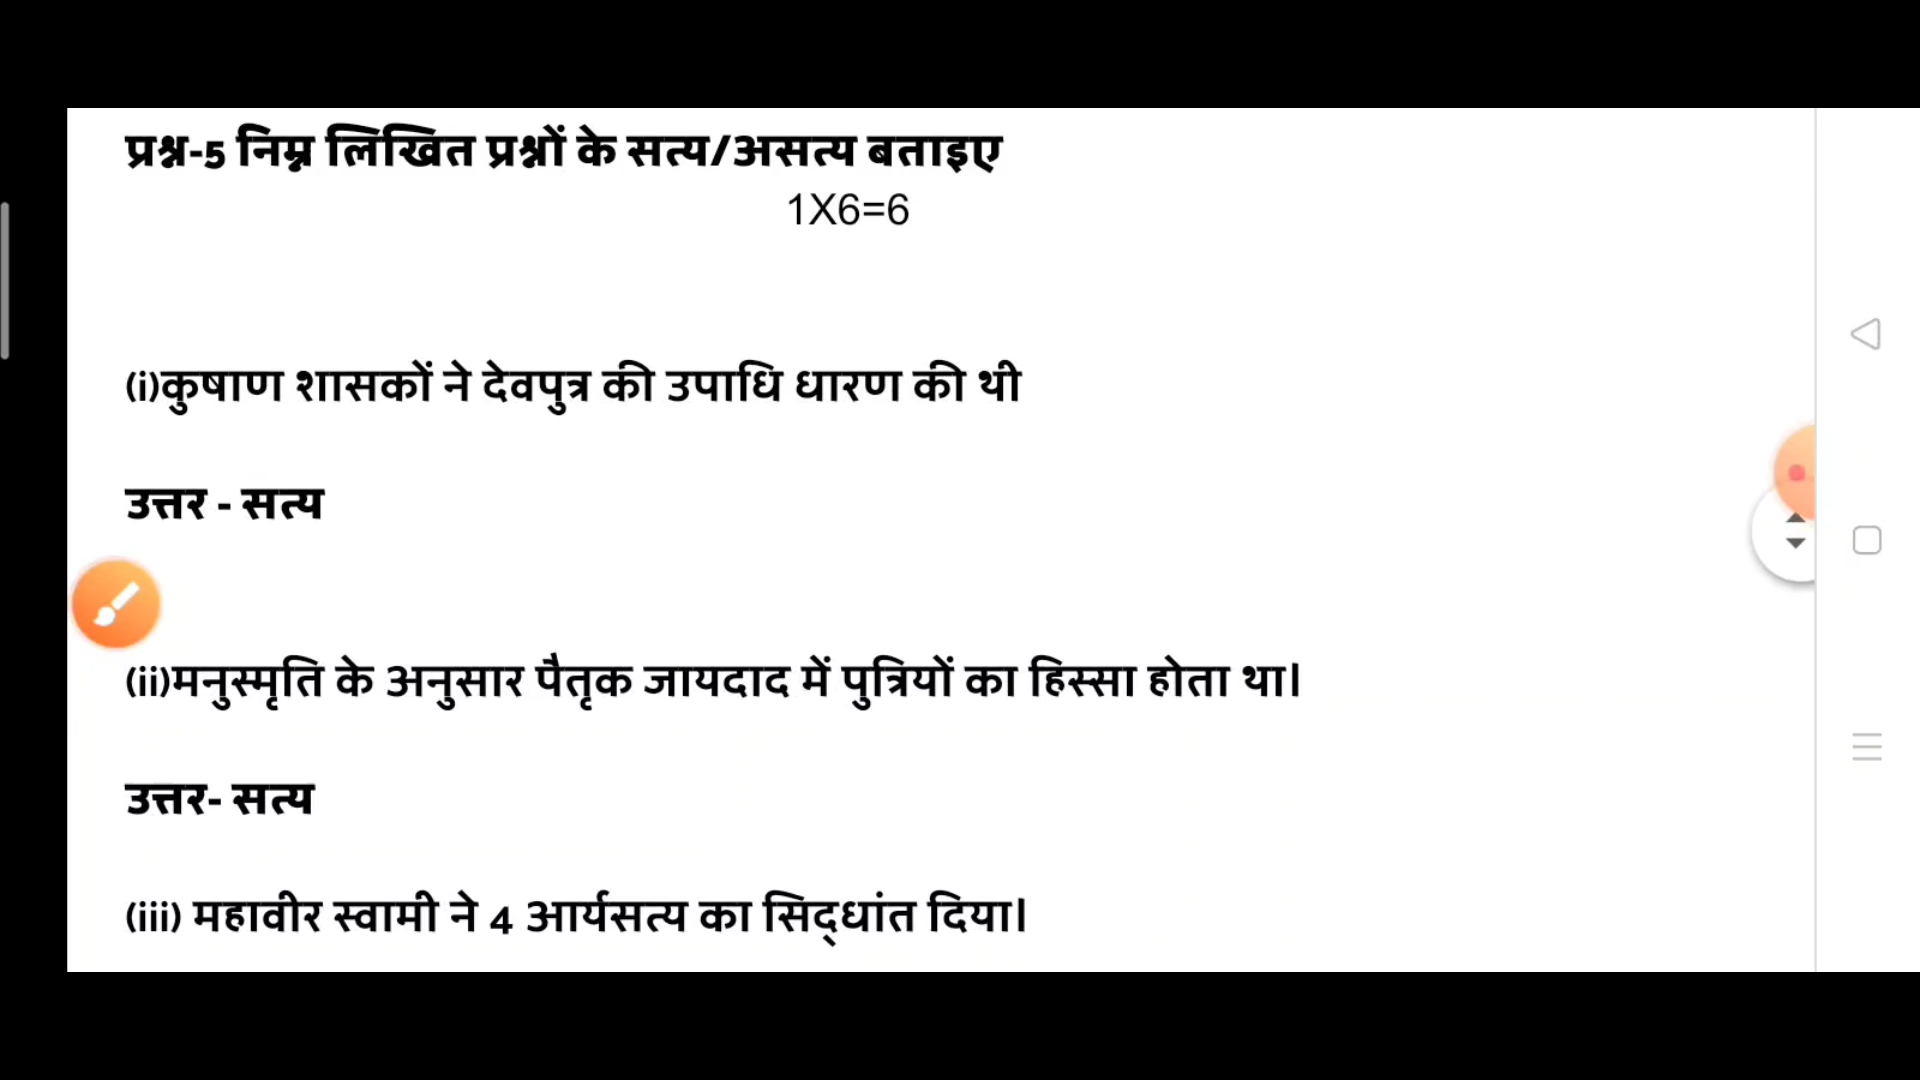 प्रश्न-5 निम्न लिखित प्रश्नों के सत्य/असत्य बताइए
1X6=6
(i)कुषाण शासकों ने देवपुत्र की उपाधि धारण की थी
उत्तर - सत्य
(ii)मनुस्मृति के अनुसार पैतृक जायदाद में पुत्रियों का हिस्सा होता था।
उत्तर- सत्य
(iii) महावीर स्वामी ने 4 आर्यसत्य का सिद्धांत दिया।